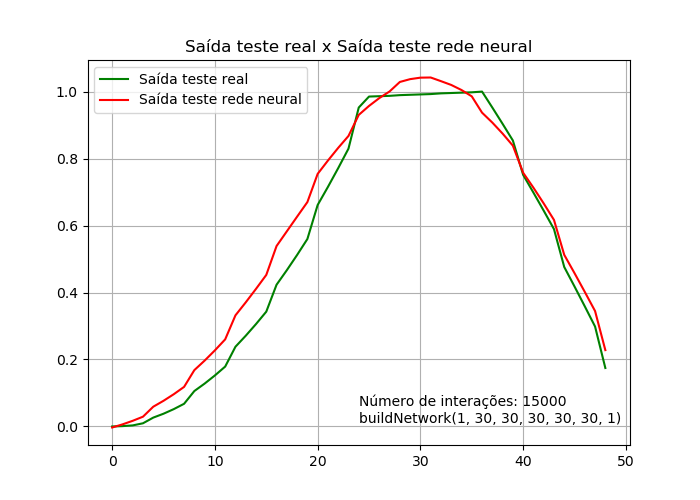 Saída teste real x Saída teste rede neural
Saída teste real
Saída teste rede neural
1.0
0.8
0.6
0.4
0.2
0.0
Número de interações: 15000
buildNetwork(1, 30, 30, 30, 30, 30, 1)
0 10 20 30 40 50